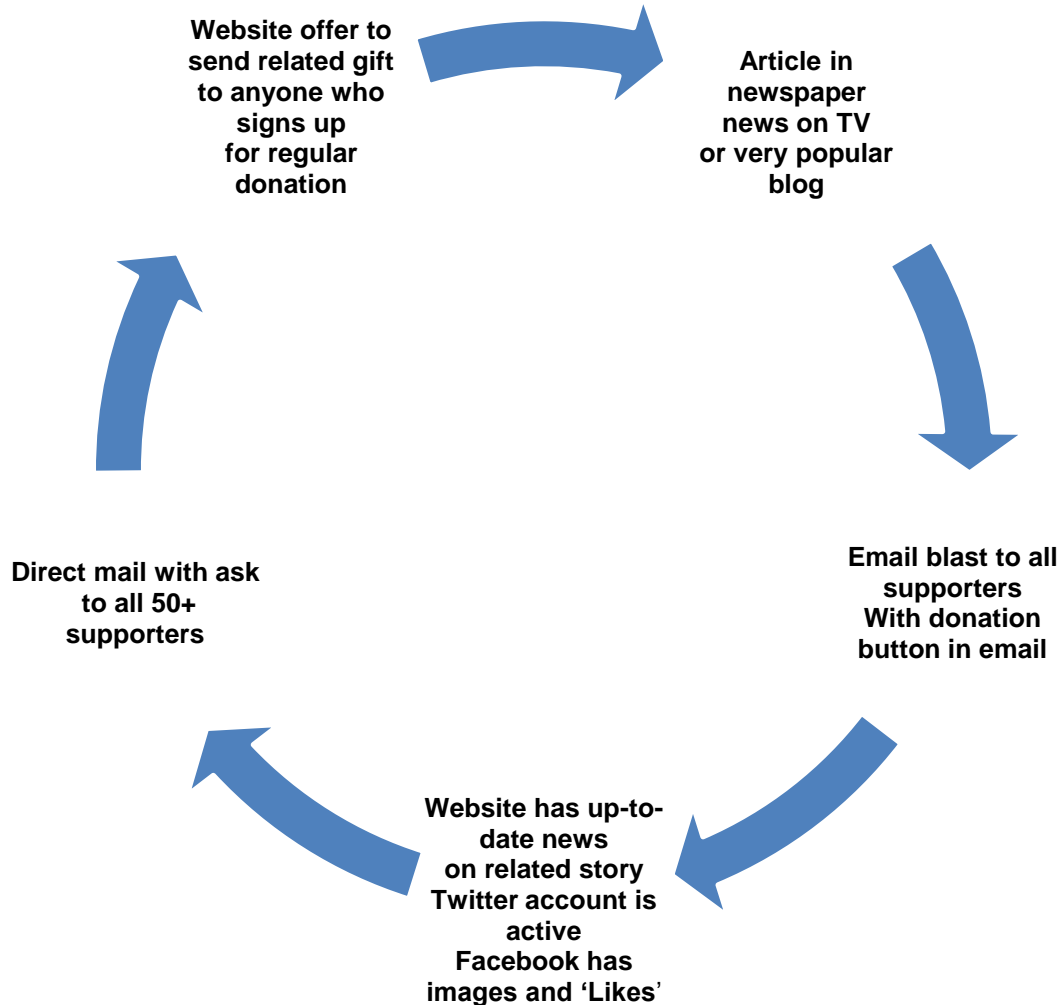 Website offer to
send related gift
to anyone who
signs up
for regular
donation
Article in
newspaper
news on TV
or very popular
blog
Email blast to all
supporters
With donation
button in email
Website has up-to-
date news
on related story
Twitter account is
active
Facebook has
images and ‘Likes’
Direct mail with ask
to all 50+
supporters